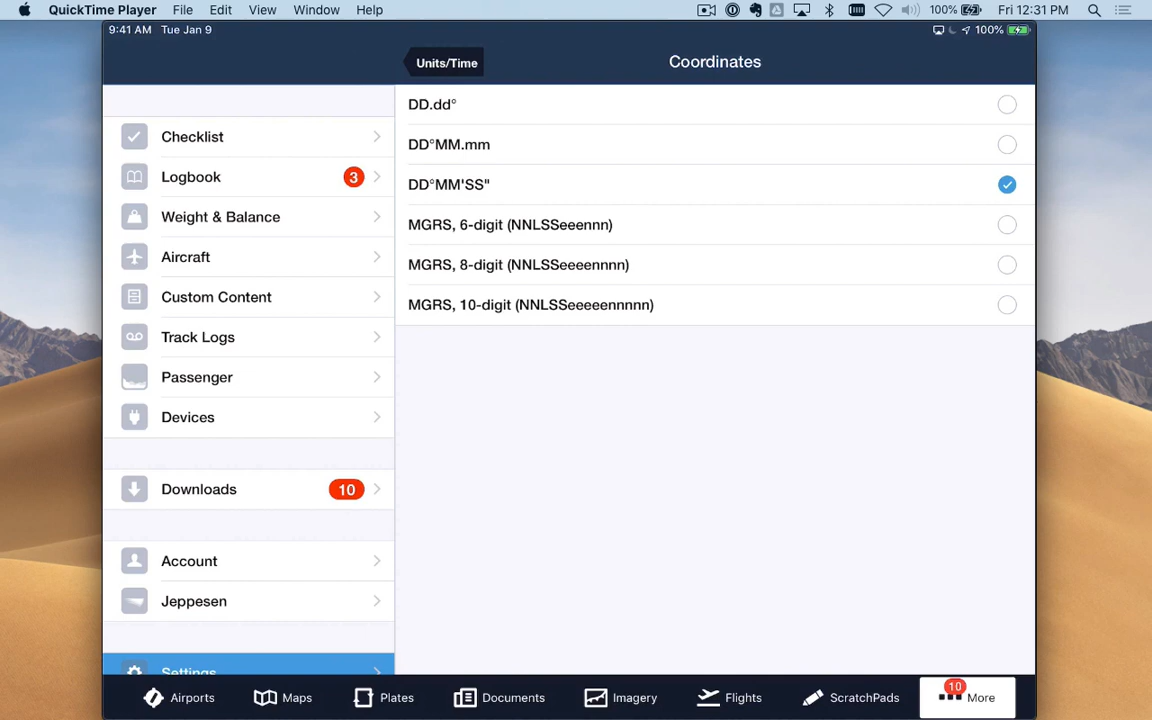 QuickTime Player File Edit View Window Help 100% Fri 12:31 PM
9:41 AM Tue Jan 9 100%
Units/Time Coordinates
DD.dd°
DD°MM.mm
DD°MM'SS"
MGRS, 6-digit (NNLSSeeennn)
MGRS, 8-digit (NNLSSeeeennnn)
MGRS, 10-digit (NNLSSeeeeennnnn)
Checklist
Logbook 3
Weight & Balance
Aircraft
Custom Content
Track Logs
Passenger
Devices
Downloads 10
Account
Jeppesen
Settings
Airports Maps Plates Documents Imagery Flights ScratchPads 10 More